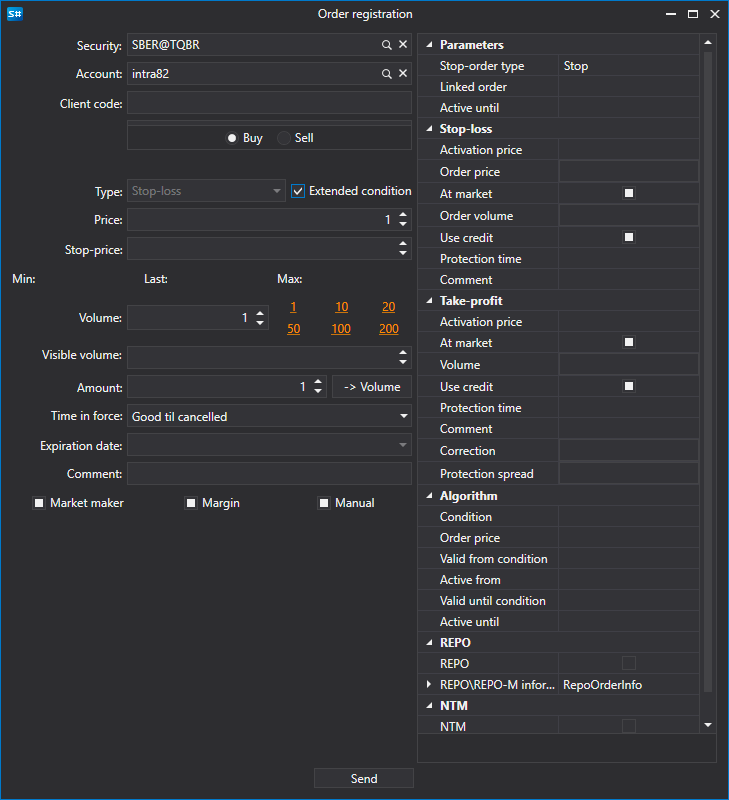 S#
Order registration
Security: SBER@TQBR
Account: intra82
Client code:
Buy Sell
Type: Stop-loss Extended condition
Price: 1
Stop-price:
Min: Last: Max:
Volume: 1
1 10 20
50 100 200
Visible volume:
Amount: 1 -> Volume
Time in force: Good til cancelled
Expiration date:
Comment:
Market maker Margin Manual
Parameters
Stop-order type Stop
Linked order
Active until
Stop-loss
Activation price
Order price
At market
Order volume
Use credit
Protection time
Comment
Take-profit
Activation price
At market
Volume
Use credit
Protection time
Comment
Correction
Protection spread
Algorithm
Condition
Order price
Valid from condition
Active from
Valid until condition
Active until
REPO
REPO
REPO\REPO-M infor... RepoOrderInfo
NTM
NTM
Send